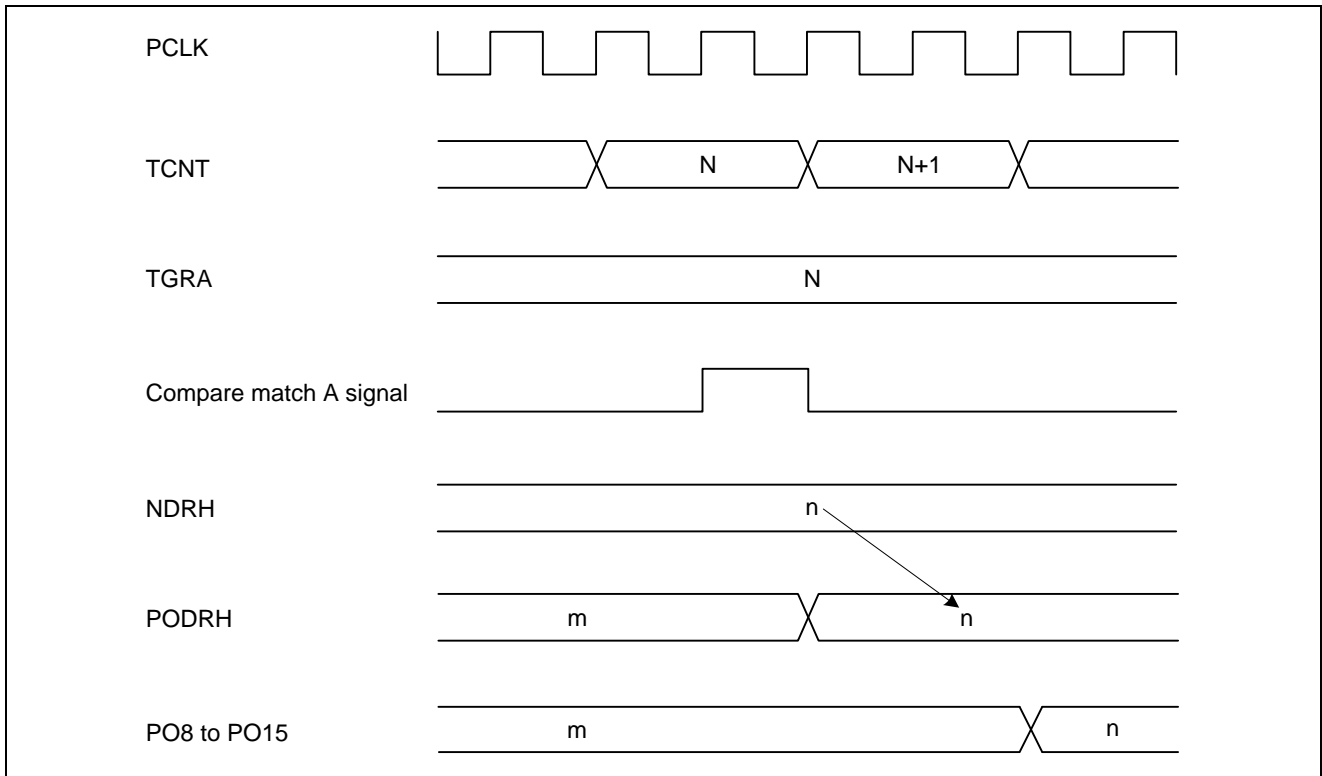 PCLK
TCNT
N
N+1
TGRA
N
Compare match A signal
NDRH
n
PODRH
m
n
PO8 to PO15
m
n